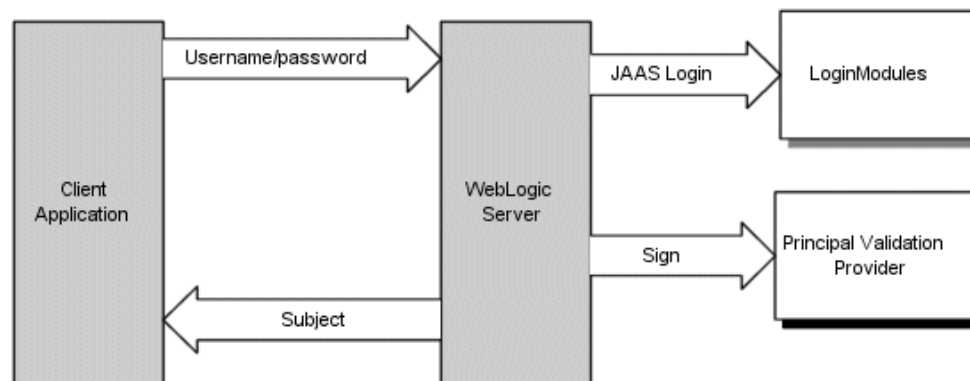 Username/password
JAAS Login
LoginModules
Client
Application
WebLogic
Server
Sign
Principal Validation
Provider
Subject